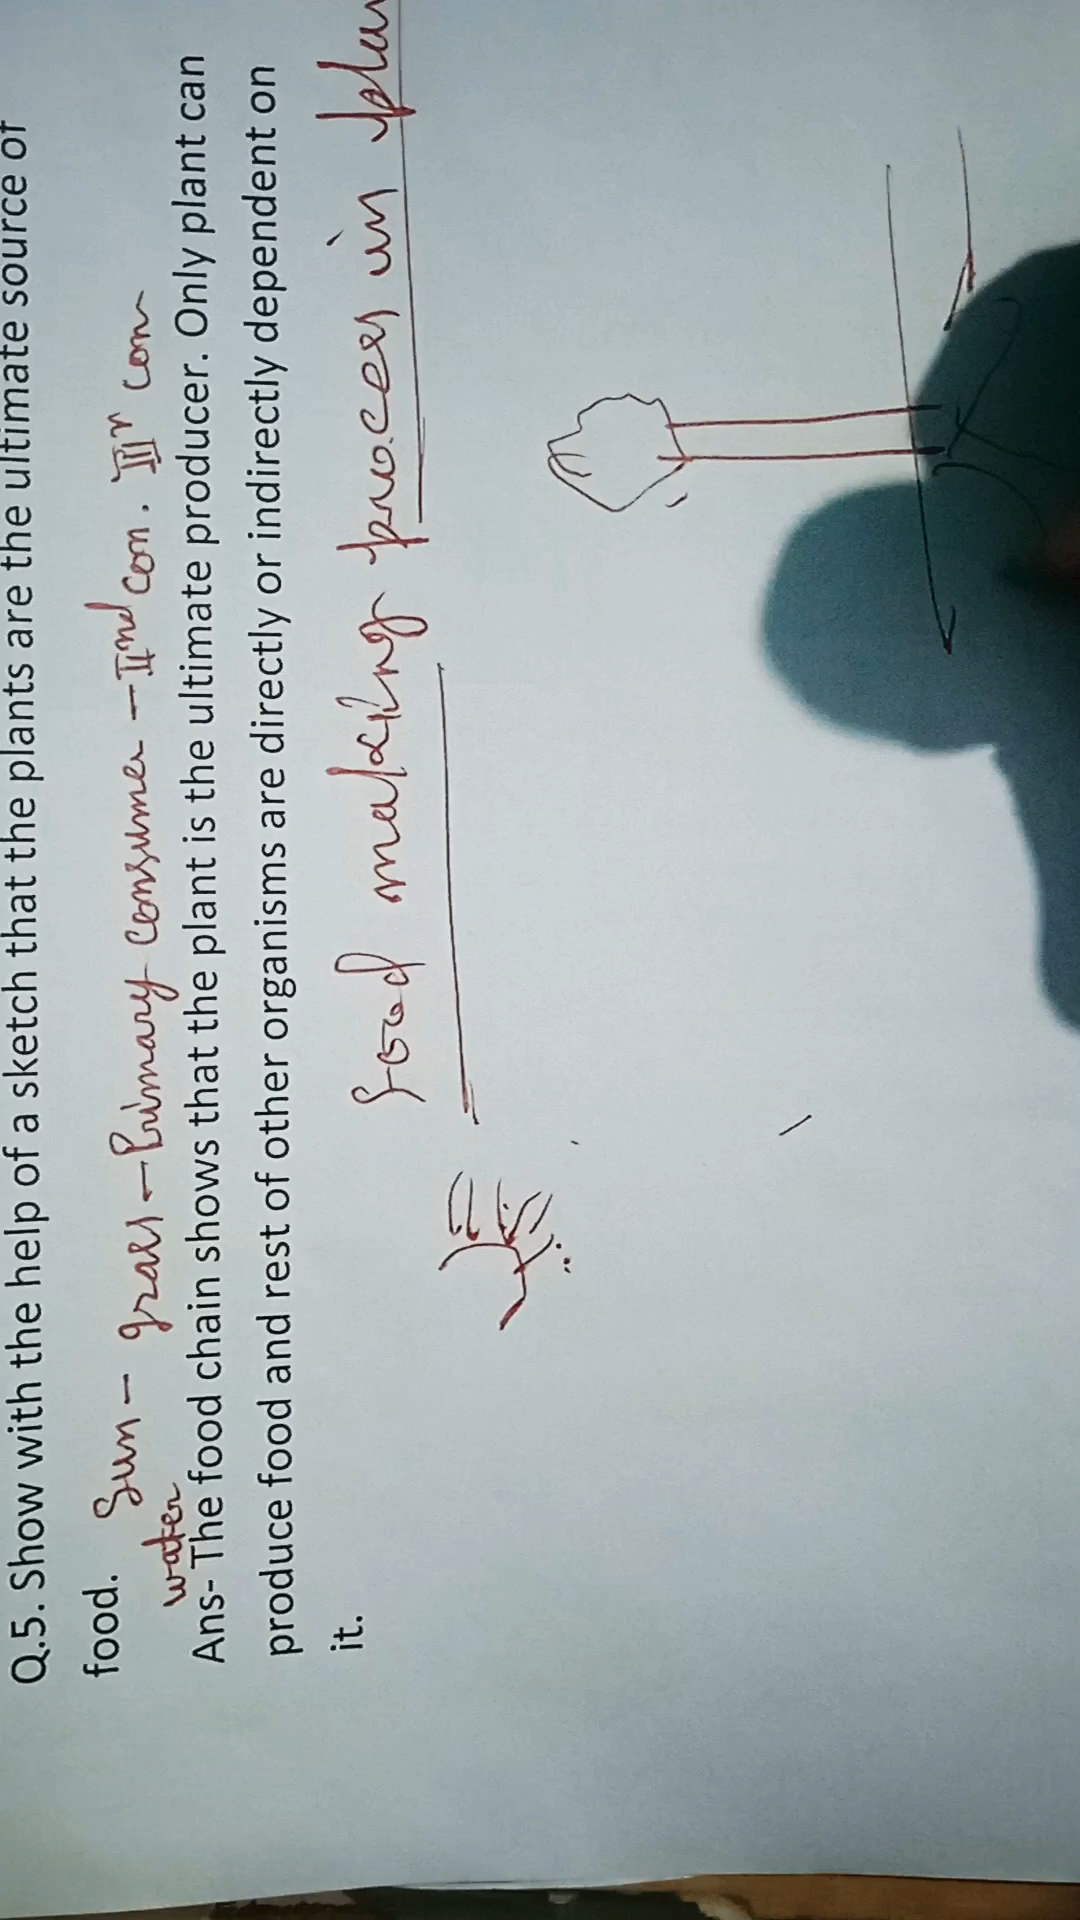 Q.5. Show with the help of a sketch that the plants are the ultimate source of
food. Sun - grass - Primary consumer - IInd con. IIIr con
water
Ans- The food chain shows that the plant is the ultimate producer. Only plant can
produce food and rest of other organisms are directly or indirectly dependent on
it.
food making proces in plan